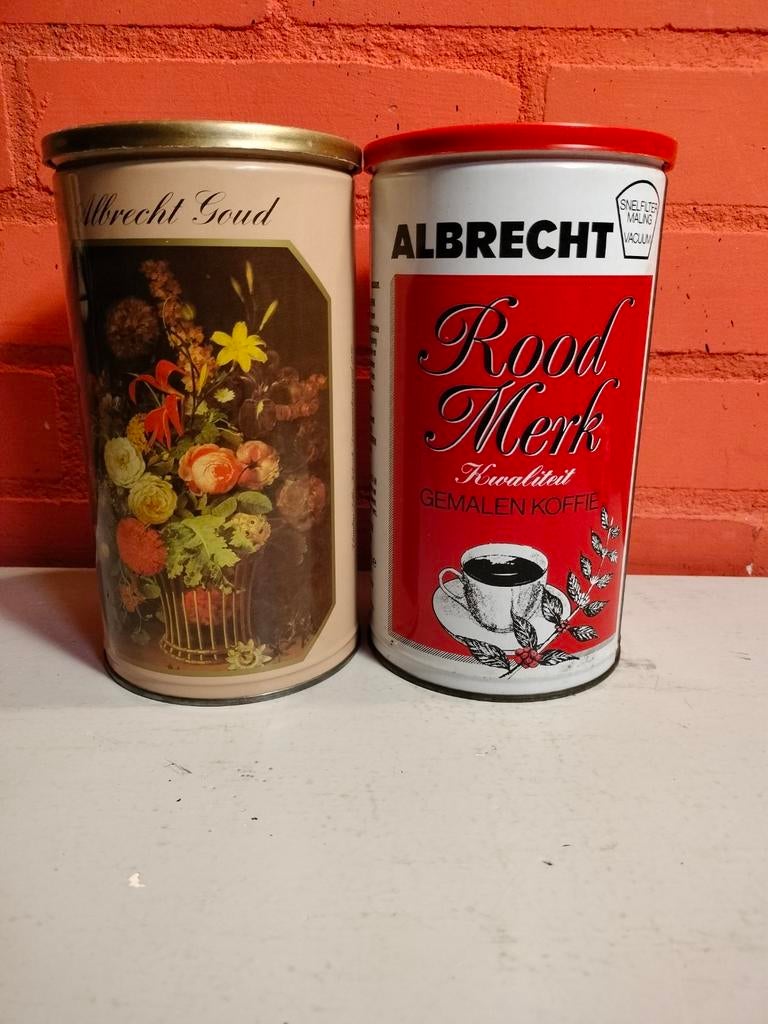 Albrecht Goud
ALBRECHT
SNELFILTER
MALING
VACUUM
Rood
Merk
Kwaliteit
GEMALEN KOFFIE